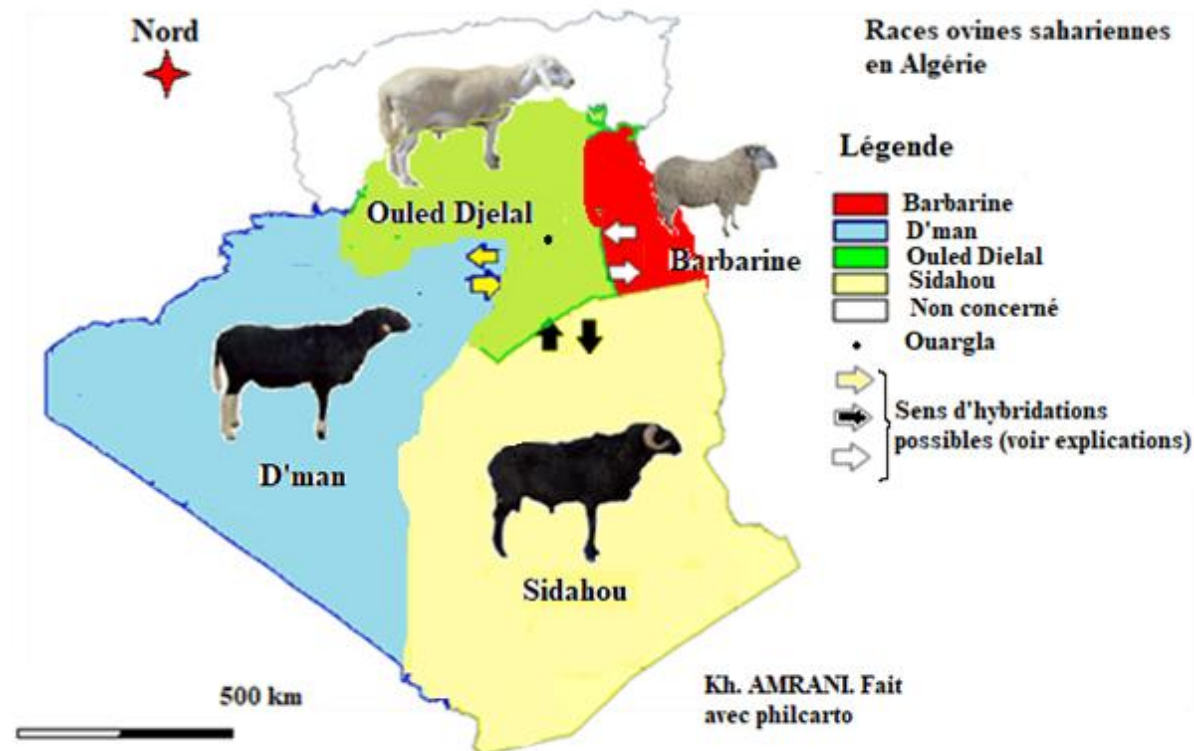 Nord
Races ovines sahariennes
en Algérie
Légende
Barbarine
D'man
Ouled Djelal
Sidahou
Non concerné
Ouargla
Sens d'hybridations
possibles (voir explications)
Ouled Djelal
Barbarine
D'man
Sidahou
500 km
Kh. AMRANI. Fait
avec philcarto